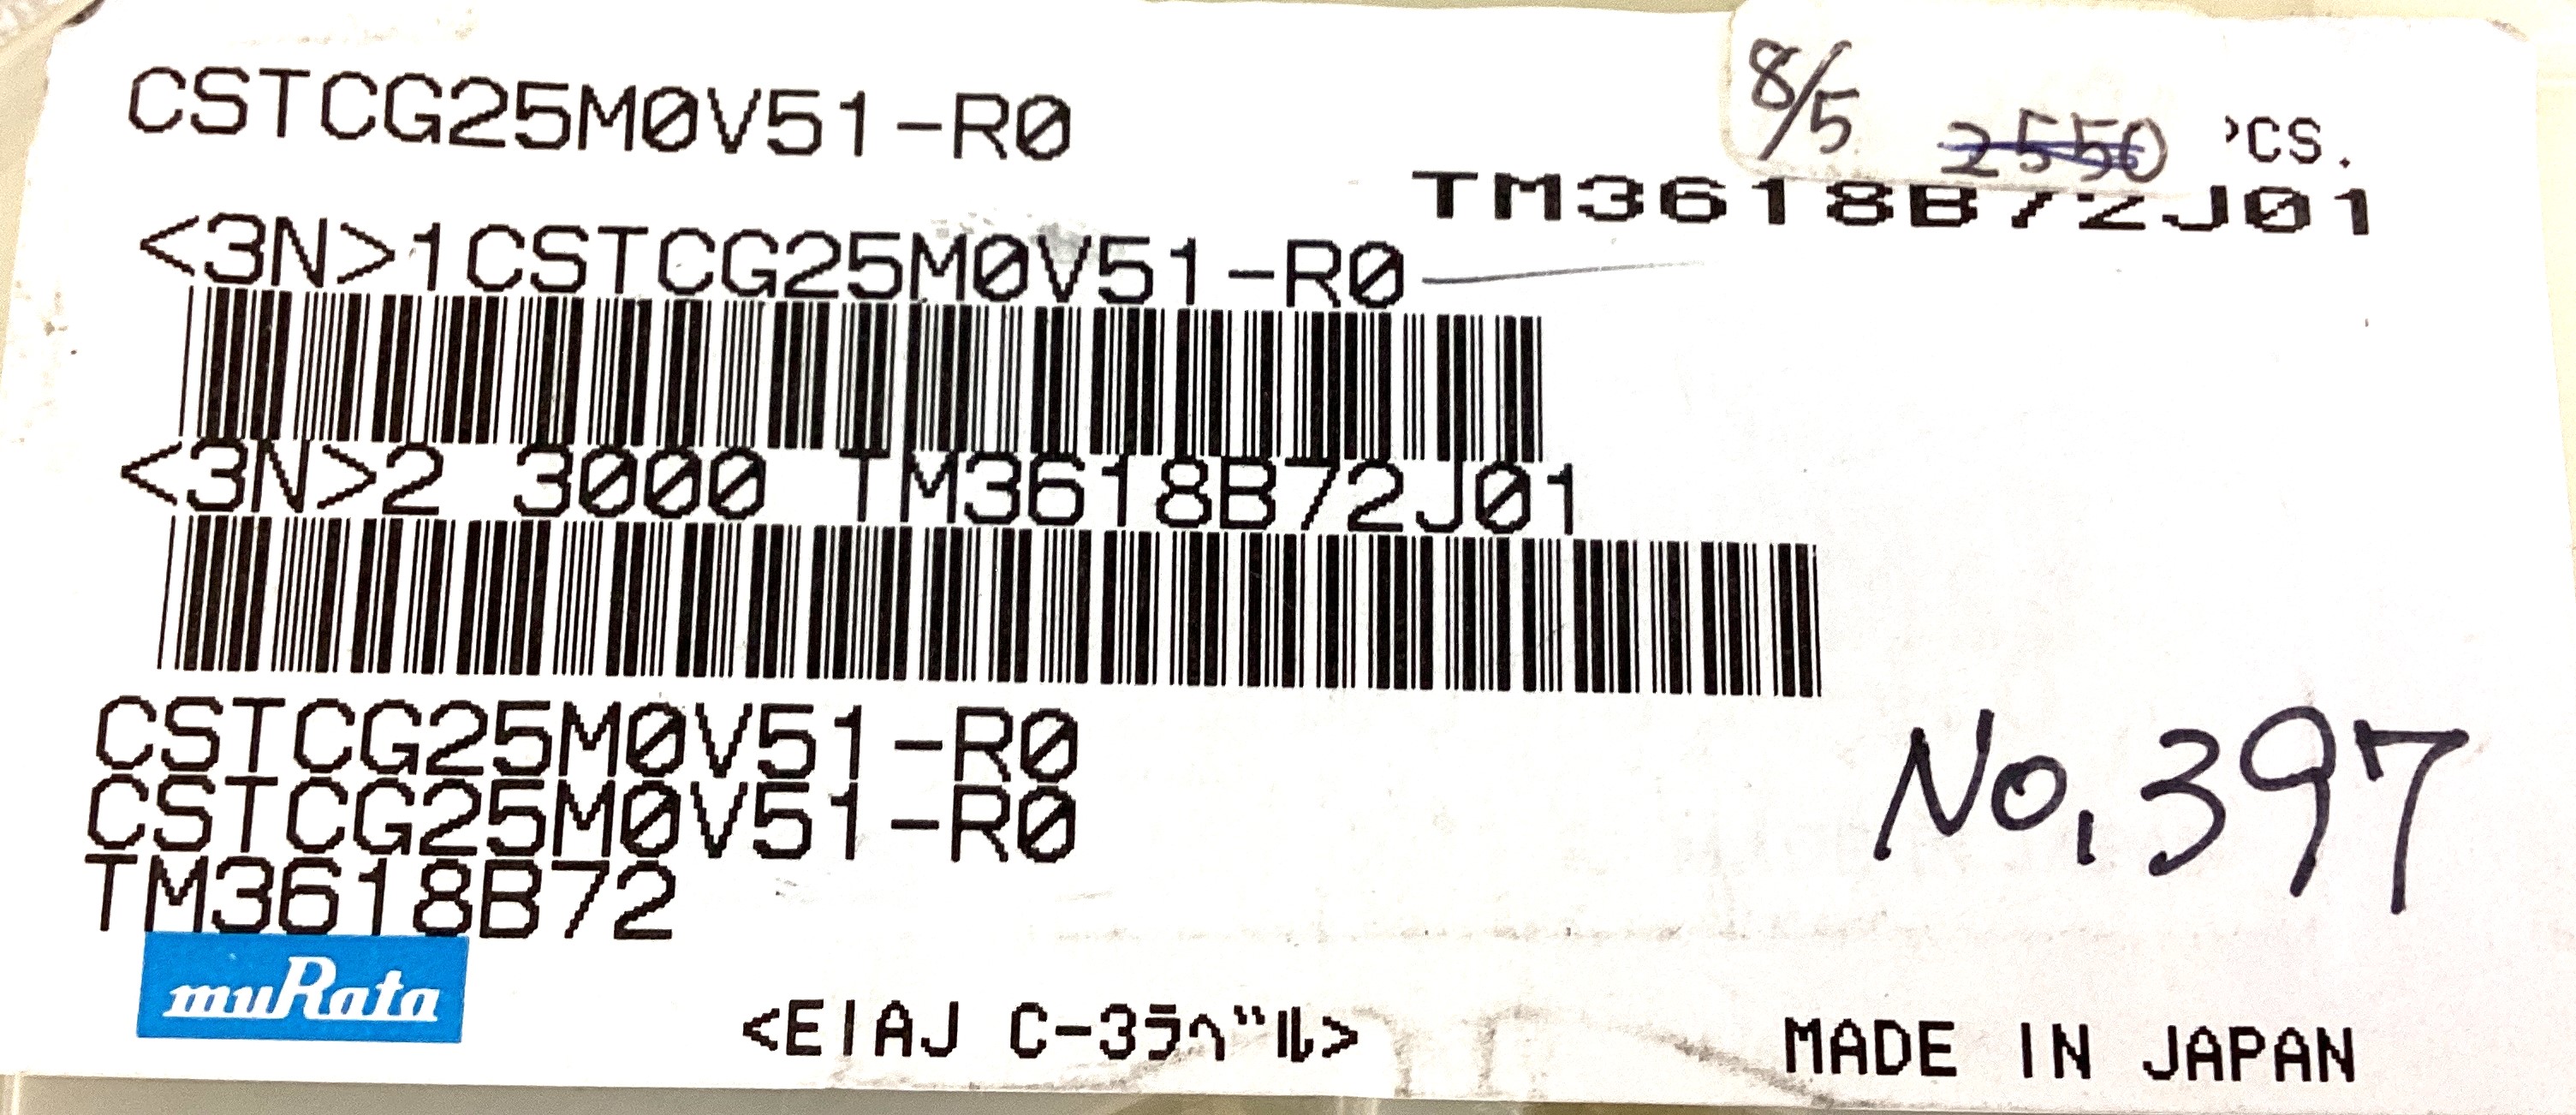 CSTCG25M0V51-R0
8/5 2550 PCS.
TM3618B72J01
<3N>1CSTCG25M0V51-R0
<3N>2 3000 TM3618B72J01
CSTCG25M0V51-R0
CSTCG25M0V51-R0
TM3618B72
No.397
muRata
<EIAJ C-3ﾗﾍﾞﾙ>
MADE IN JAPAN